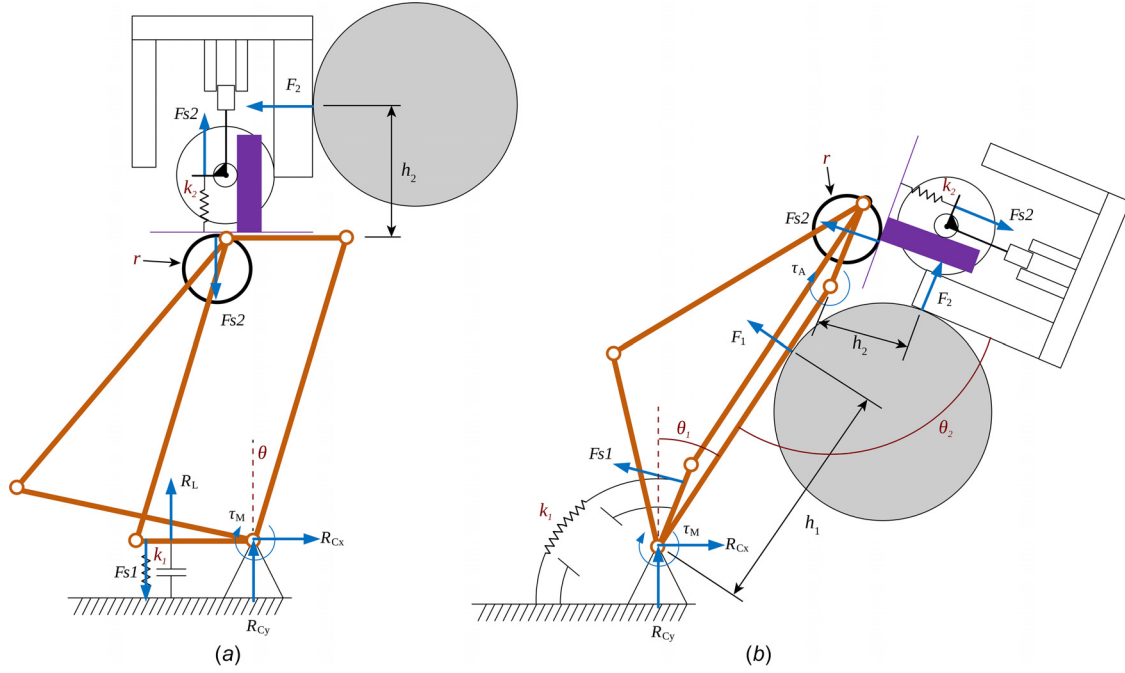 F2
Fs2
k2
h2
r
Fs2
θ
RL
τM
RCx
k1
Fs1
RCy
(a)
r
k2
Fs2
Fs2
τA
F2
F1
h2
θ1
θ2
Fs1
k1
h1
τM
RCx
RCy
(b)